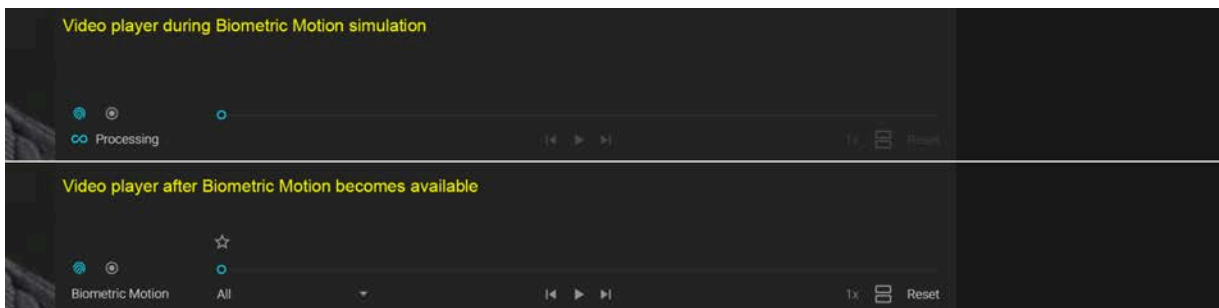 Video player during Biometric Motion simulation
Processing
1x Reset
Video player after Biometric Motion becomes available
Biometric Motion All 1x Reset